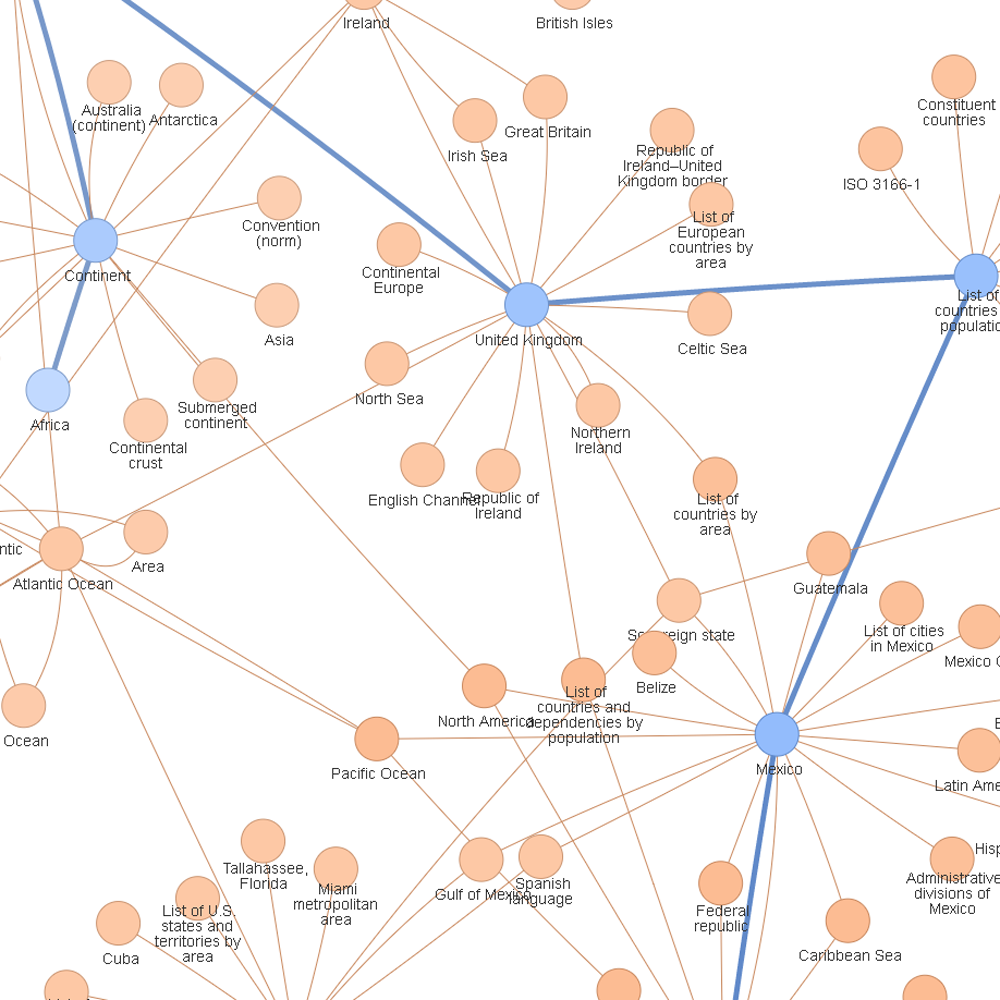 Ireland
British Isles
Australia
(continent)
Antarctica
Great Britain
Irish Sea
Constituent
countries
Republic of
Ireland–United
Kingdom border
ISO 3166-1
Convention
(norm)
List of
European
countries by
area
Continental
Europe
Continent
List of
countries
Asia
United Kingdom
Celtic Sea
North Sea
Africa
Submerged
continent
Continental
crust
Northern
Ireland
English Channel
Republic of
Ireland
List of
countries by
area
ntic
Atlantic Ocean
Area
Guatemala
Sovereign state
List of cities
in Mexico
Mexico
Belize
List of
countries and
dependencies by
population
North America
Ocean
Pacific Ocean
Mexico
Latin Ame
Tallahassee,
Florida
Miami
metropolitan
area
Gulf of Mexico
Spanish
language
Hisp
Administrative
divisions of
Mexico
List of U.S.
states and
territories by
area
Federal
republic
Cuba
Caribbean Sea